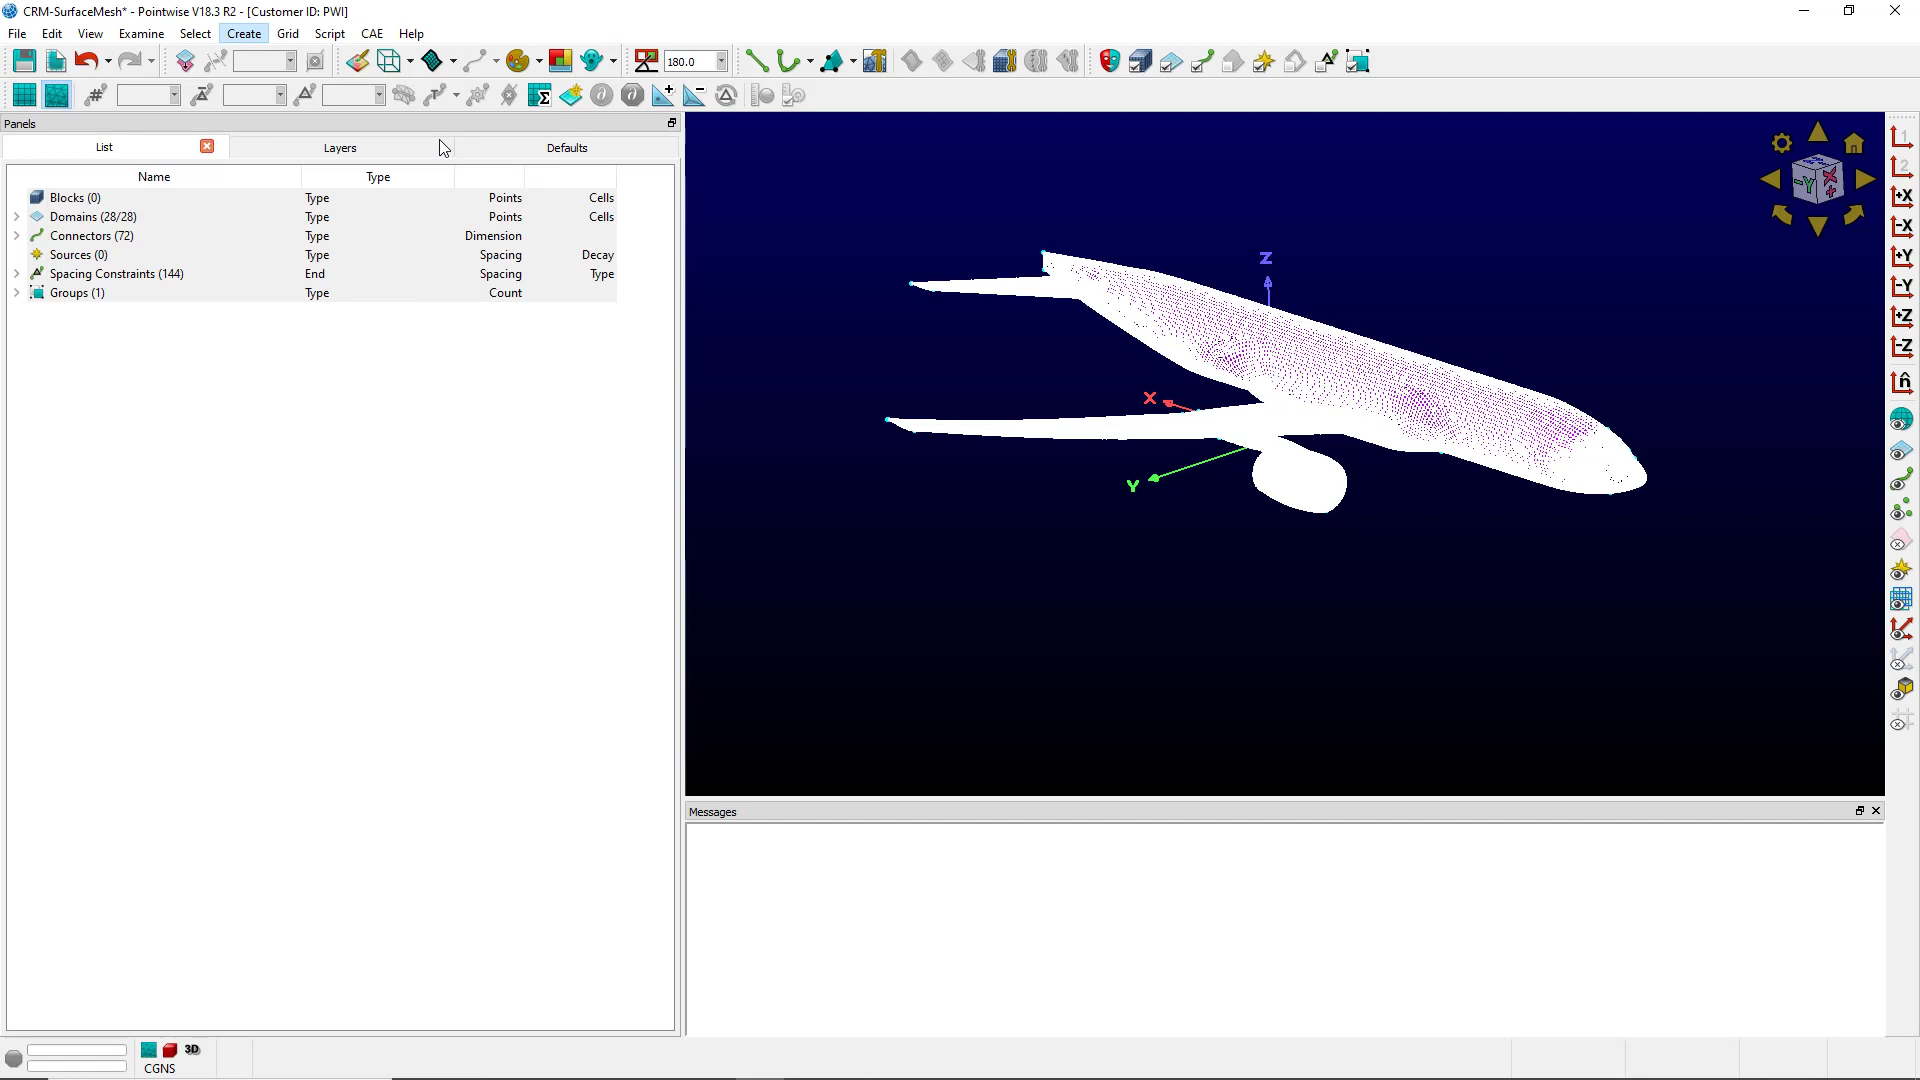 CRM-SurfaceMesh* - Pointwise V18.3 R2 - [Customer ID: PWI]
File Edit View Examine Select Create Grid Script CAE Help
180.0
Panels
List Layers Defaults
Name Type
Blocks (0) Type Points Cells
Domains (28/28) Type Points Cells
Connectors (72) Type Dimension
Sources (0) Type Spacing Decay
Spacing Constraints (144) End Spacing Type
Groups (1) Type Count
Z
X
Y
-Y X
1
2
+X
-X
+Y
-Y
+Z
-Z
n̂
Messages
3D
CGNS